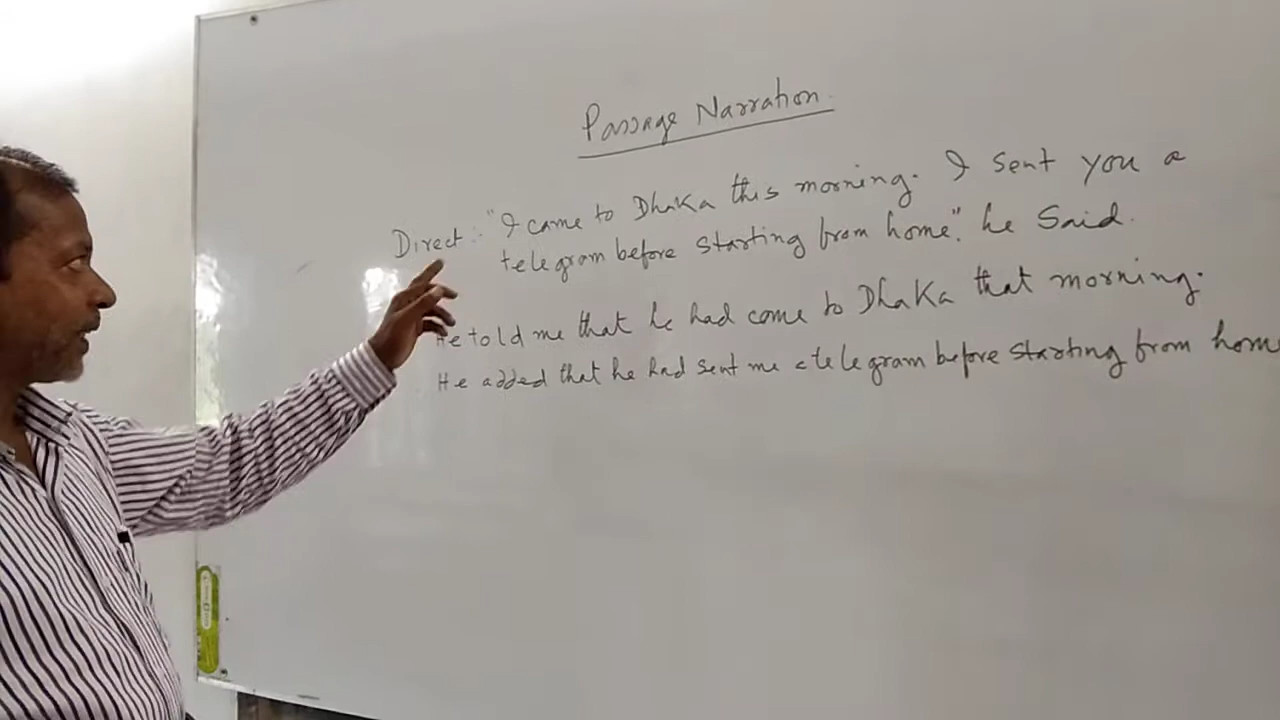 Passage Narration.
Direct :- "I came to Dhaka this morning. I sent you a
telegram before starting from home". he Said.
He told me that he had come to Dhaka that morning.
He added that he had sent me a telegram before starting from home